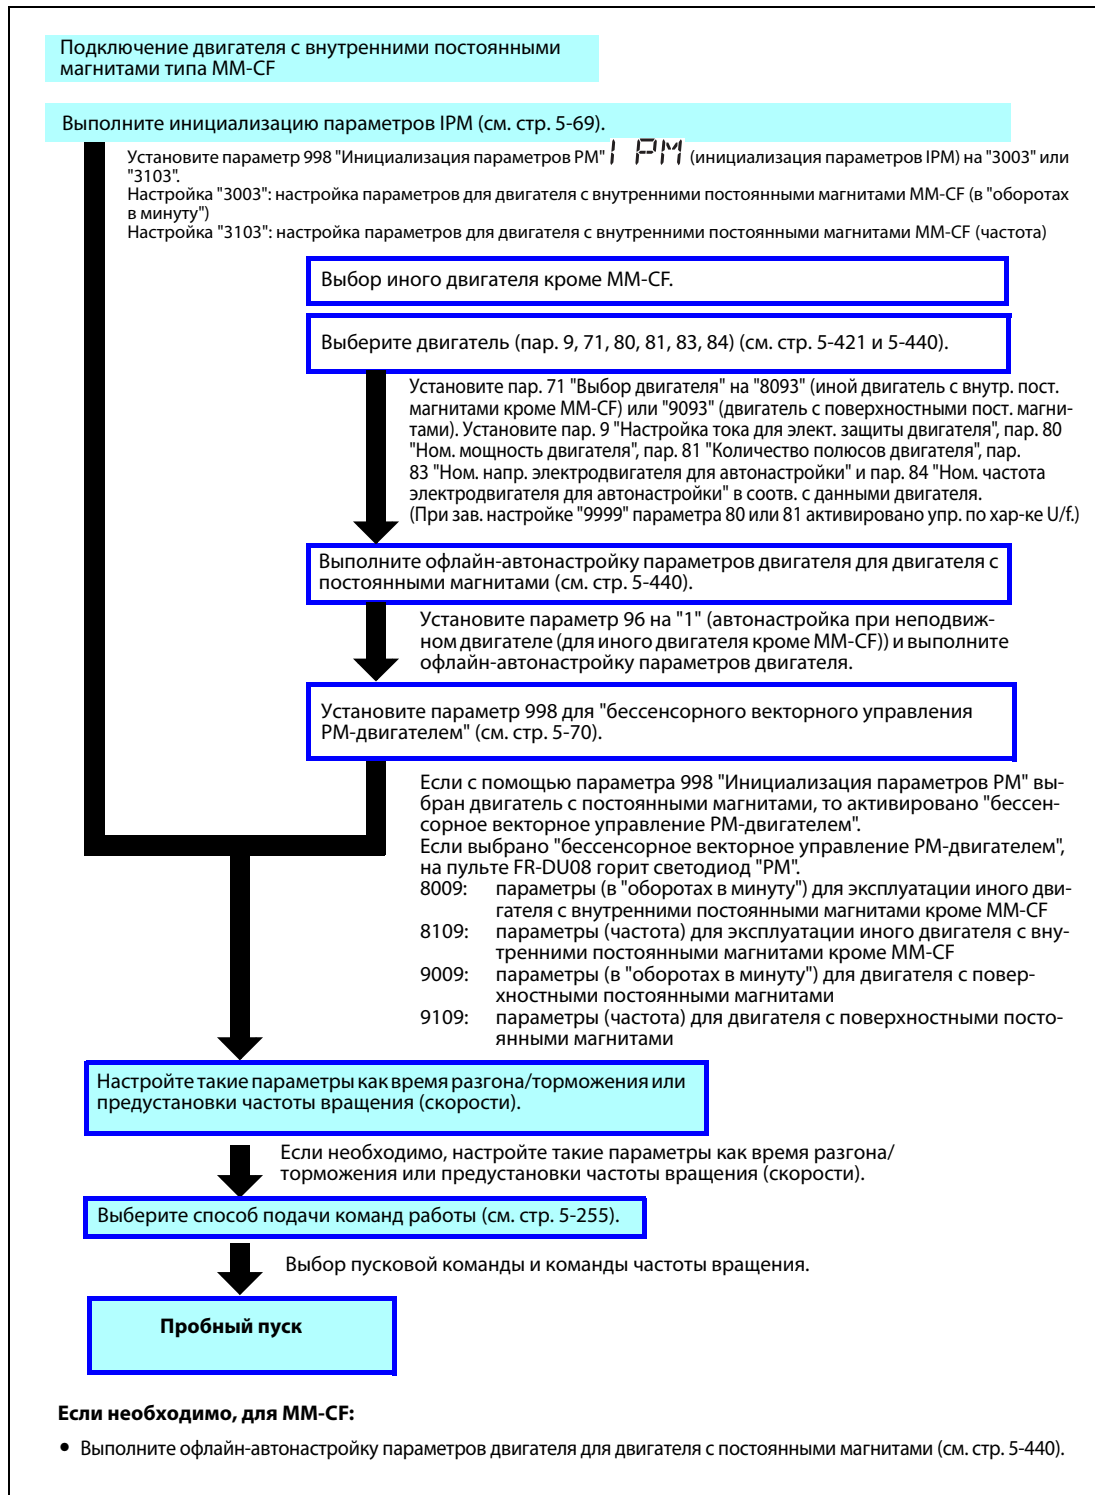 Подключение двигателя с внутренними постоянными
магнитами типа MM-CF
Выполните инициализацию параметров IPM (см. стр. 5-69).
Установите параметр 998 "Инициализация параметров PM" IPM (инициализация параметров IPM) на "3003" или
"3103".
Настройка "3003": настройка параметров для двигателя с внутренними постоянными магнитами MM-CF (в "оборотах
в минуту")
Настройка "3103": настройка параметров для двигателя с внутренними постоянными магнитами MM-CF (частота)
Выбор иного двигателя кроме MM-CF.
Выберите двигатель (пар. 9, 71, 80, 81, 83, 84) (см. стр. 5-421 и 5-440).
Установите пар. 71 "Выбор двигателя" на "8093" (иной двигатель с внутр. пост.
магнитами кроме MM-CF) или "9093" (двигатель с поверхностными пост. магни-
тами). Установите пар. 9 "Настройка тока для элект. защиты двигателя", пар. 80
"Ном. мощность двигателя", пар. 81 "Количество полюсов двигателя", пар.
83 "Ном. напр. электродвигателя для автонастройки" и пар. 84 "Ном. частота
электродвигателя для автонастройки" в соотв. с данными двигателя.
(При зав. настройке "9999" параметра 80 или 81 активировано упр. по хар-ке U/f.)
Выполните офлайн-автонастройку параметров двигателя для двигателя с
постоянными магнитами (см. стр. 5-440).
Установите параметр 96 на "1" (автонастройка при неподвиж-
ном двигателе (для иного двигателя кроме MM-CF)) и выполните
офлайн-автонастройку параметров двигателя.
Установите параметр 998 для "бессенсорного векторного управления
PM-двигателем" (см. стр. 5-70).
Если с помощью параметра 998 "Инициализация параметров PM" вы-
бран двигатель с постоянными магнитами, то активировано "бессен-
сорное векторное управление PM-двигателем".
Если выбрано "бессенсорное векторное управление PM-двигателем",
на пульте FR-DU08 горит светодиод "PM".
8009: параметры (в "оборотах в минуту") для эксплуатации иного дви-
гателя с внутренними постоянными магнитами кроме MM-CF
8109: параметры (частота) для эксплуатации иного двигателя с вну-
тренними постоянными магнитами кроме MM-CF
9009: параметры (в "оборотах в минуту") для двигателя с повер-
хностными постоянными магнитами
9109: параметры (частота) для двигателя с поверхностными посто-
янными магнитами
Настройте такие параметры как время разгона/торможения или
предустановки частоты вращения (скорости).
Если необходимо, настройте такие параметры как время разгона/
торможения или предустановки частоты вращения (скорости).
Выберите способ подачи команд работы (см. стр. 5-255).
Выбор пусковой команды и команды частоты вращения.
Пробный пуск
Если необходимо, для MM-CF:
● Выполните офлайн-автонастройку параметров двигателя для двигателя с постоянными магнитами (см. стр. 5-440).